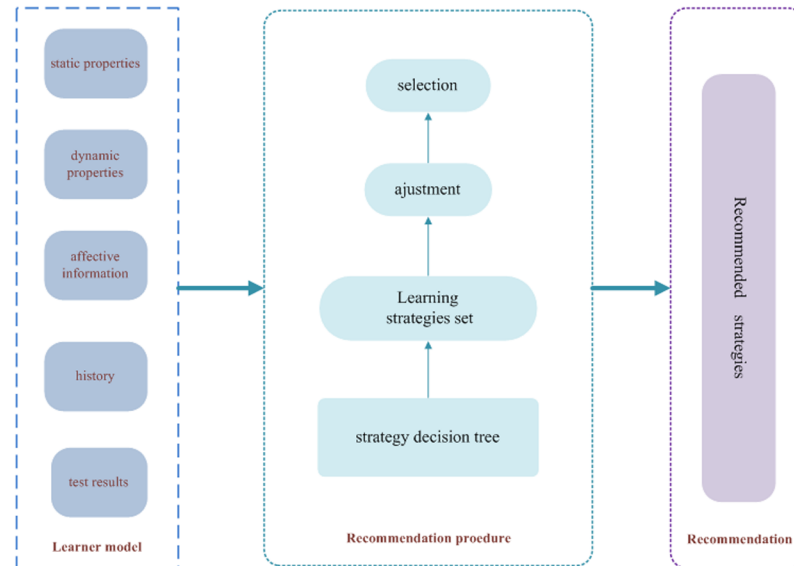 static properties
dynamic
properties
affective
information
history
test results
Learner model
selection
ajustment
Learning
strategies set
strategy decision tree
Recommendation proedure
Recommended strategies
Recommendation